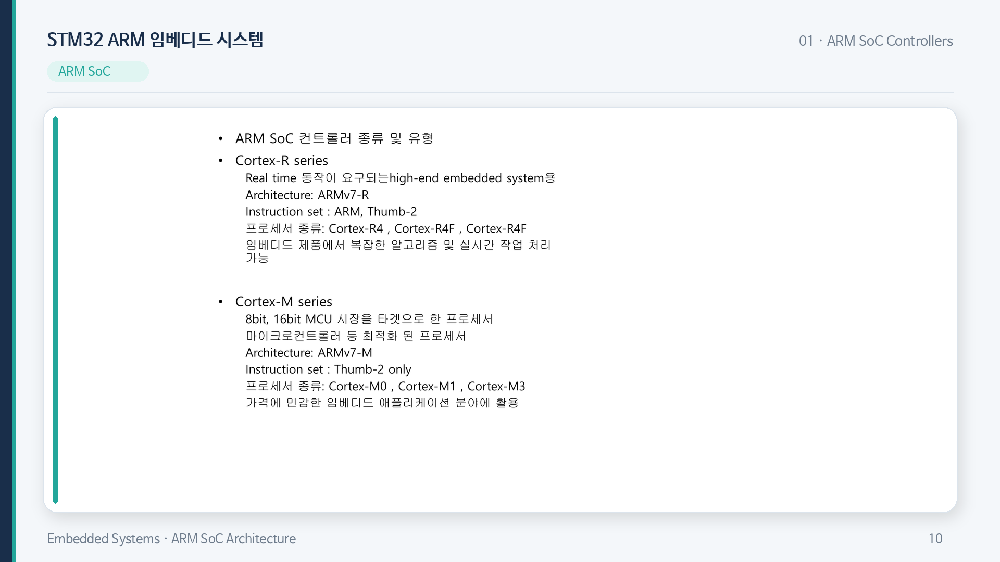 STM32 ARM 임베디드 시스템
01 · ARM SoC Controllers
ARM SoC
• ARM SoC 컨트롤러 종류 및 유형
• Cortex-R series
Real time 동작이 요구되는high-end embedded system용
Architecture: ARMv7-R
Instruction set : ARM, Thumb-2
프로세서 종류: Cortex-R4 , Cortex-R4F , Cortex-R4F
임베디드 제품에서 복잡한 알고리즘 및 실시간 작업 처리
가능
• Cortex-M series
8bit, 16bit MCU 시장을 타겟으로 한 프로세서
마이크로컨트롤러 등 최적화 된 프로세서
Architecture: ARMv7-M
Instruction set : Thumb-2 only
프로세서 종류: Cortex-M0 , Cortex-M1 , Cortex-M3
가격에 민감한 임베디드 애플리케이션 분야에 활용
Embedded Systems · ARM SoC Architecture
10